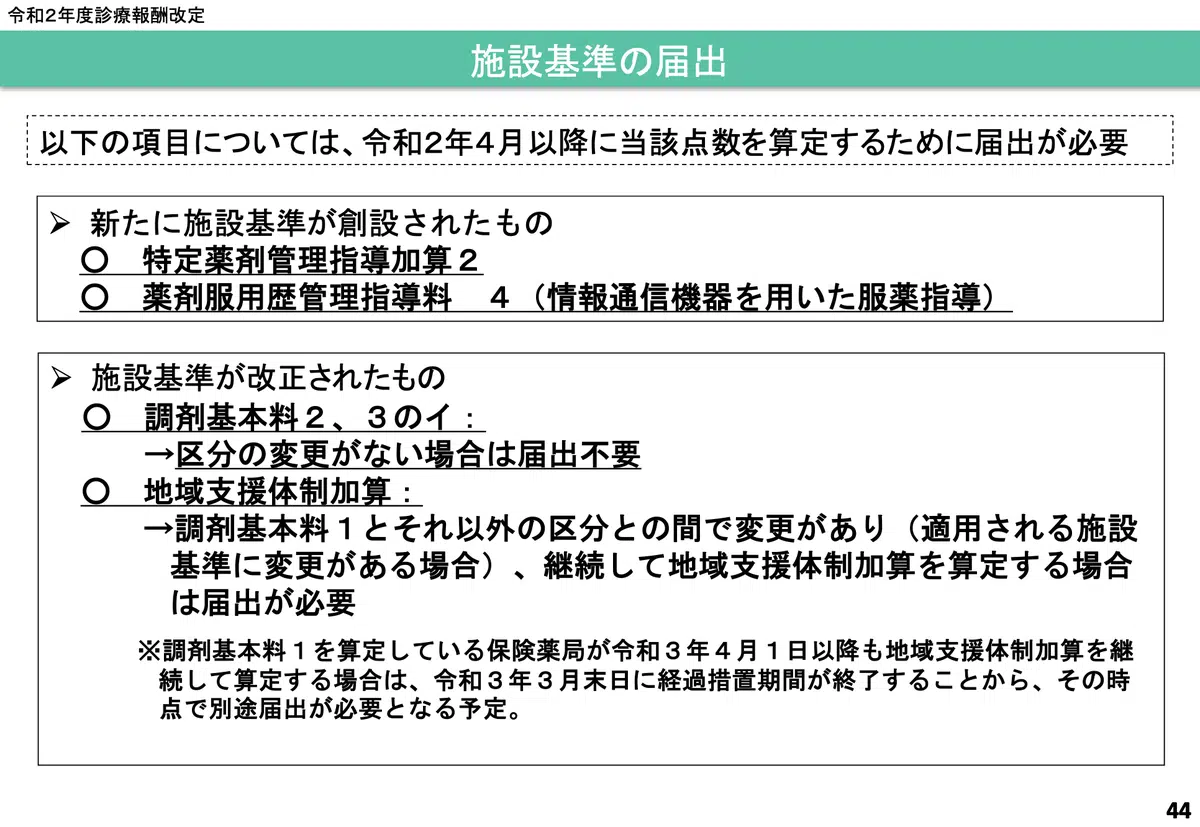 令和2年度診療報酬改定
施設基準の届出
以下の項目については、令和2年4月以降に当該点数を算定するために届出が必要
➢ 新たに施設基準が創設されたもの
〇　特定薬剤管理指導加算２
〇　薬剤服用歴管理指導料　４（情報通信機器を用いた服薬指導）
➢ 施設基準が改正されたもの
〇　調剤基本料２、３のイ：
→区分の変更がない場合は届出不要
〇　地域支援体制加算：
→調剤基本料１とそれ以外の区分との間で変更があり（適用される施設
基準に変更がある場合）、継続して地域支援体制加算を算定する場合
は届出が必要
※調剤基本料１を算定している保険薬局が令和３年４月１日以降も地域支援体制加算を継
続して算定する場合は、令和３年３月末日に経過措置期間が終了することから、その時
点で別途届出が必要となる予定。
44